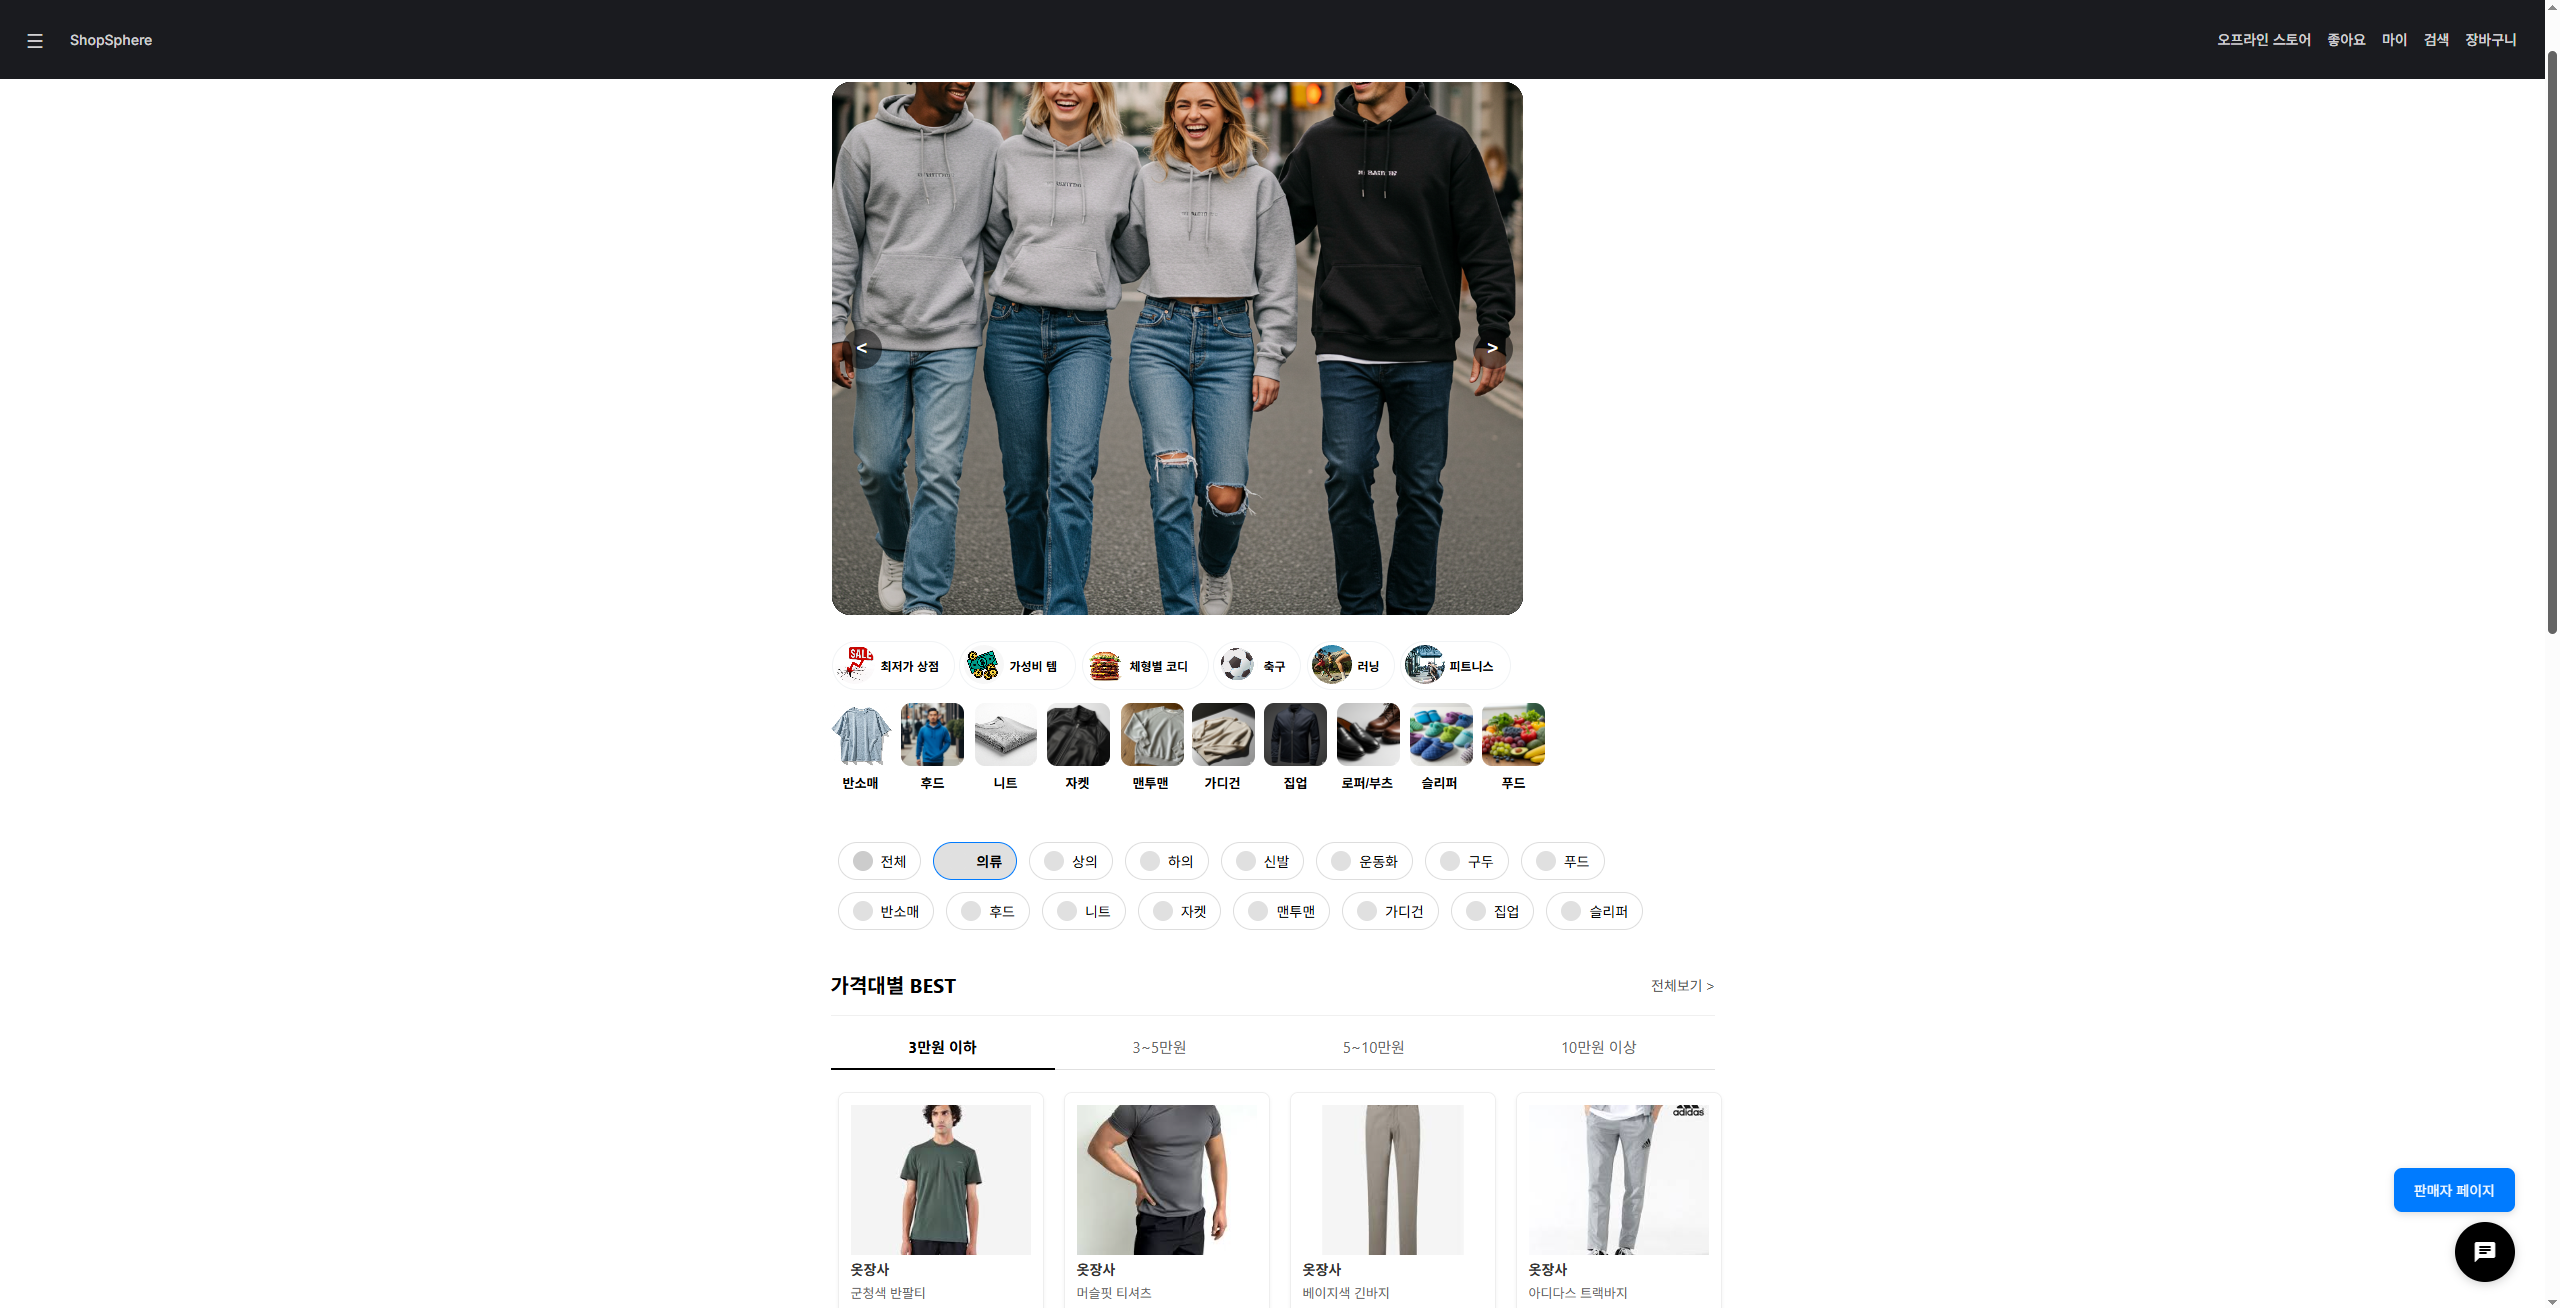 ☰ ShopSphere 오프라인 스토어 좋아요 마이 검색 장바구니
< >
SALE
최저가 상점 가성비 템 체형별 코디 축구 러닝 피트니스
반소매 후드 니트 자켓 맨투맨 가디건 집업 로퍼/부츠 슬리퍼 푸드
전체 의류 상의 하의 신발 운동화 구두 푸드
반소매 후드 니트 자켓 맨투맨 가디건 집업 슬리퍼
가격대별 BEST 전체보기 >
3만원 이하 3~5만원 5~10만원 10만원 이상
adidas
판매자 페이지
옷장사 옷장사 옷장사 옷장사
군청색 반팔티 머슬핏 티셔츠 베이지색 긴바지 아디다스 트랙바지